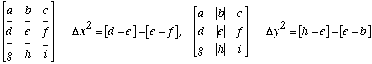 a b c a |b| c
d e f Δx² = [d − e] − [e − f], d |e| f Δy² = [h − e] − [e − b]
g h i g |h| i